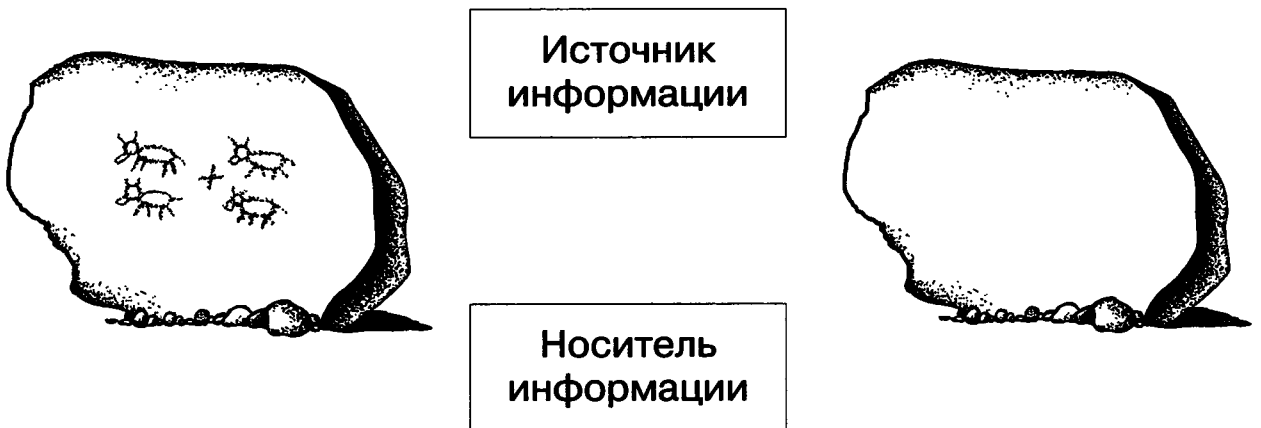 Источник
информации
Носитель
информации